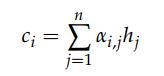 $c_i = \sum_{j=1}^{n} \alpha_{i,j} h_j$